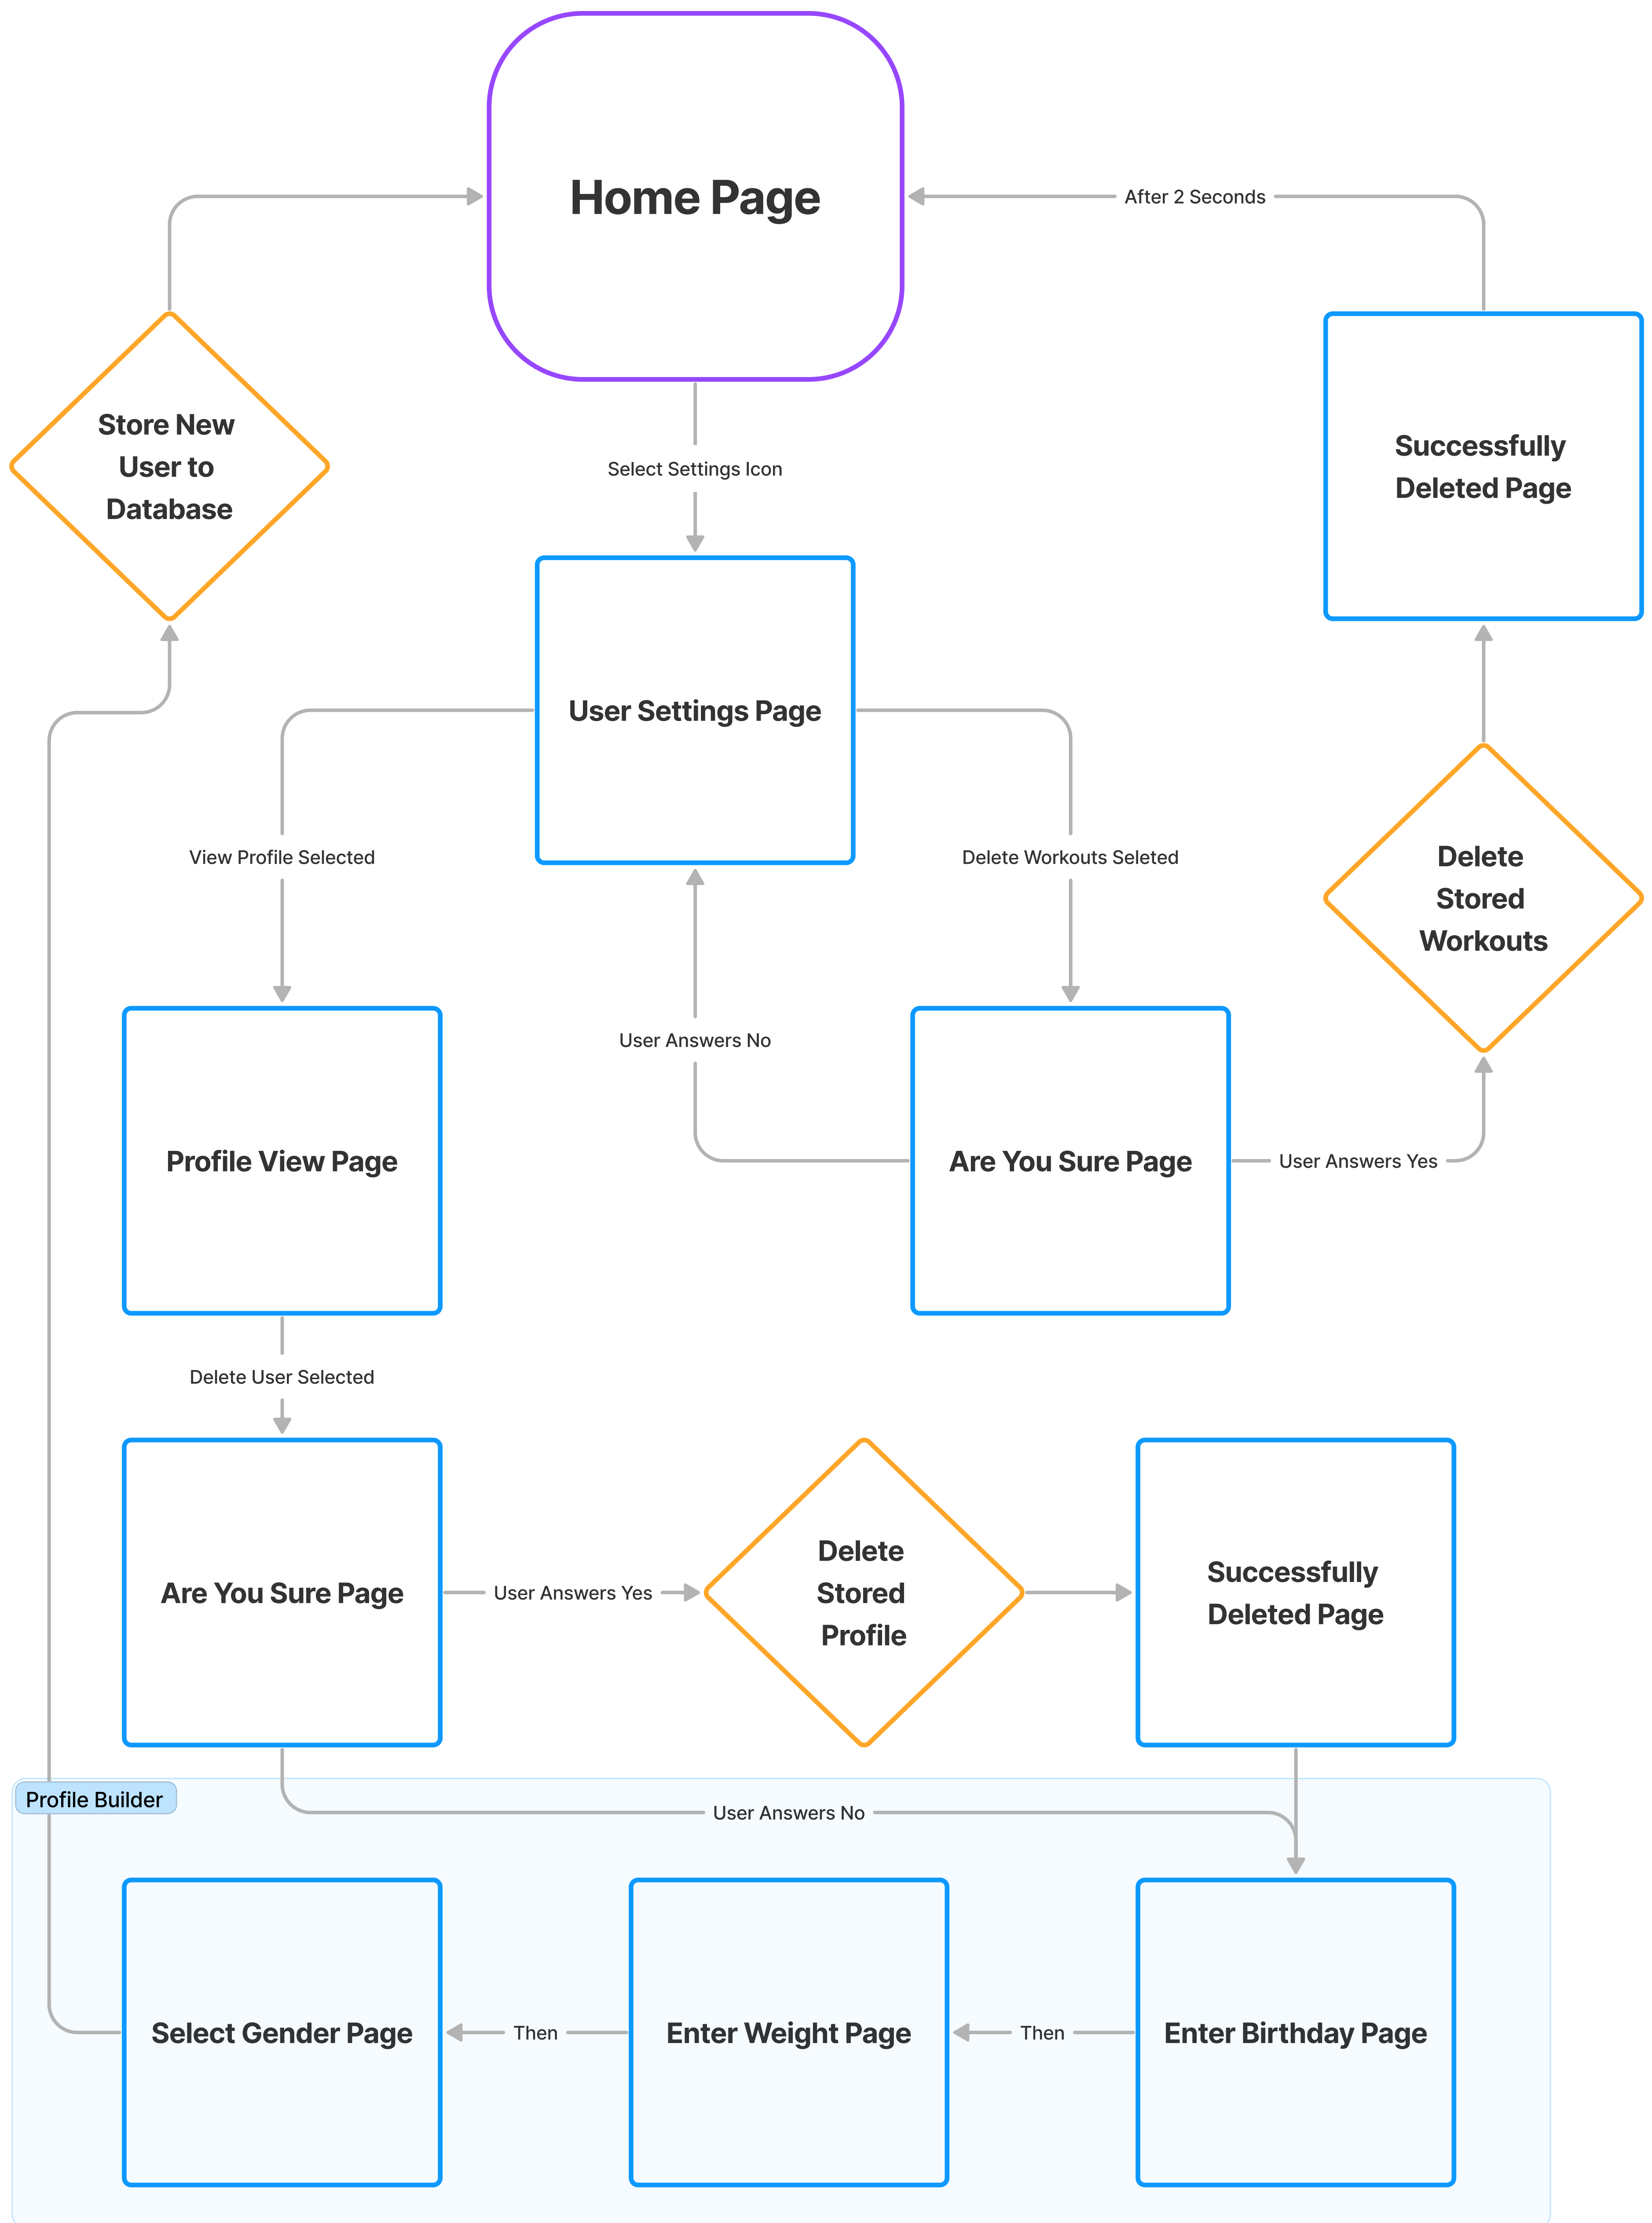 Home Page
After 2 Seconds
Store New
User to
Database
Select Settings Icon
Successfully
Deleted Page
User Settings Page
View Profile Selected
Delete Workouts Seleted
Delete
Stored
Workouts
User Answers No
Profile View Page
Are You Sure Page
User Answers Yes
Delete User Selected
Are You Sure Page
User Answers Yes
Delete
Stored
Profile
Successfully
Deleted Page
Profile Builder
User Answers No
Select Gender Page
Then
Enter Weight Page
Then
Enter Birthday Page